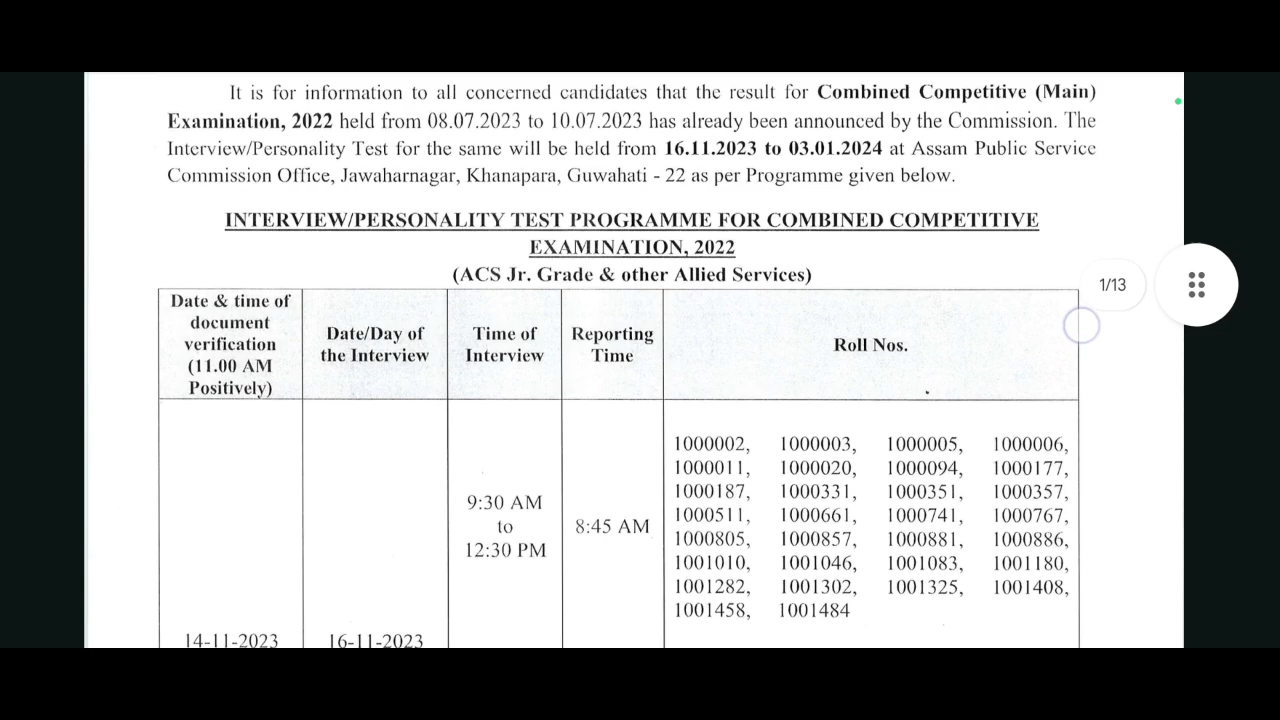 It is for information to all concerned candidates that the result for Combined Competitive (Main)
Examination, 2022 held from 08.07.2023 to 10.07.2023 has already been announced by the Commission. The
Interview/Personality Test for the same will be held from 16.11.2023 to 03.01.2024 at Assam Public Service
Commission Office, Jawaharnagar, Khanapara, Guwahati - 22 as per Programme given below.
INTERVIEW/PERSONALITY TEST PROGRAMME FOR COMBINED COMPETITIVE
EXAMINATION, 2022
(ACS Jr. Grade & other Allied Services)
1/13
Date & time of
document
verification
(11.00 AM
Positively)
Date/Day of
the Interview
Time of
Interview
Reporting
Time
Roll Nos.
14-11-2023
16-11-2023
9:30 AM
to
12:30 PM
8:45 AM
1000002, 1000003, 1000005, 1000006,
1000011, 1000020, 1000094, 1000177,
1000187, 1000331, 1000351, 1000357,
1000511, 1000661, 1000741, 1000767,
1000805, 1000857, 1000881, 1000886,
1001010, 1001046, 1001083, 1001180,
1001282, 1001302, 1001325, 1001408,
1001458, 1001484